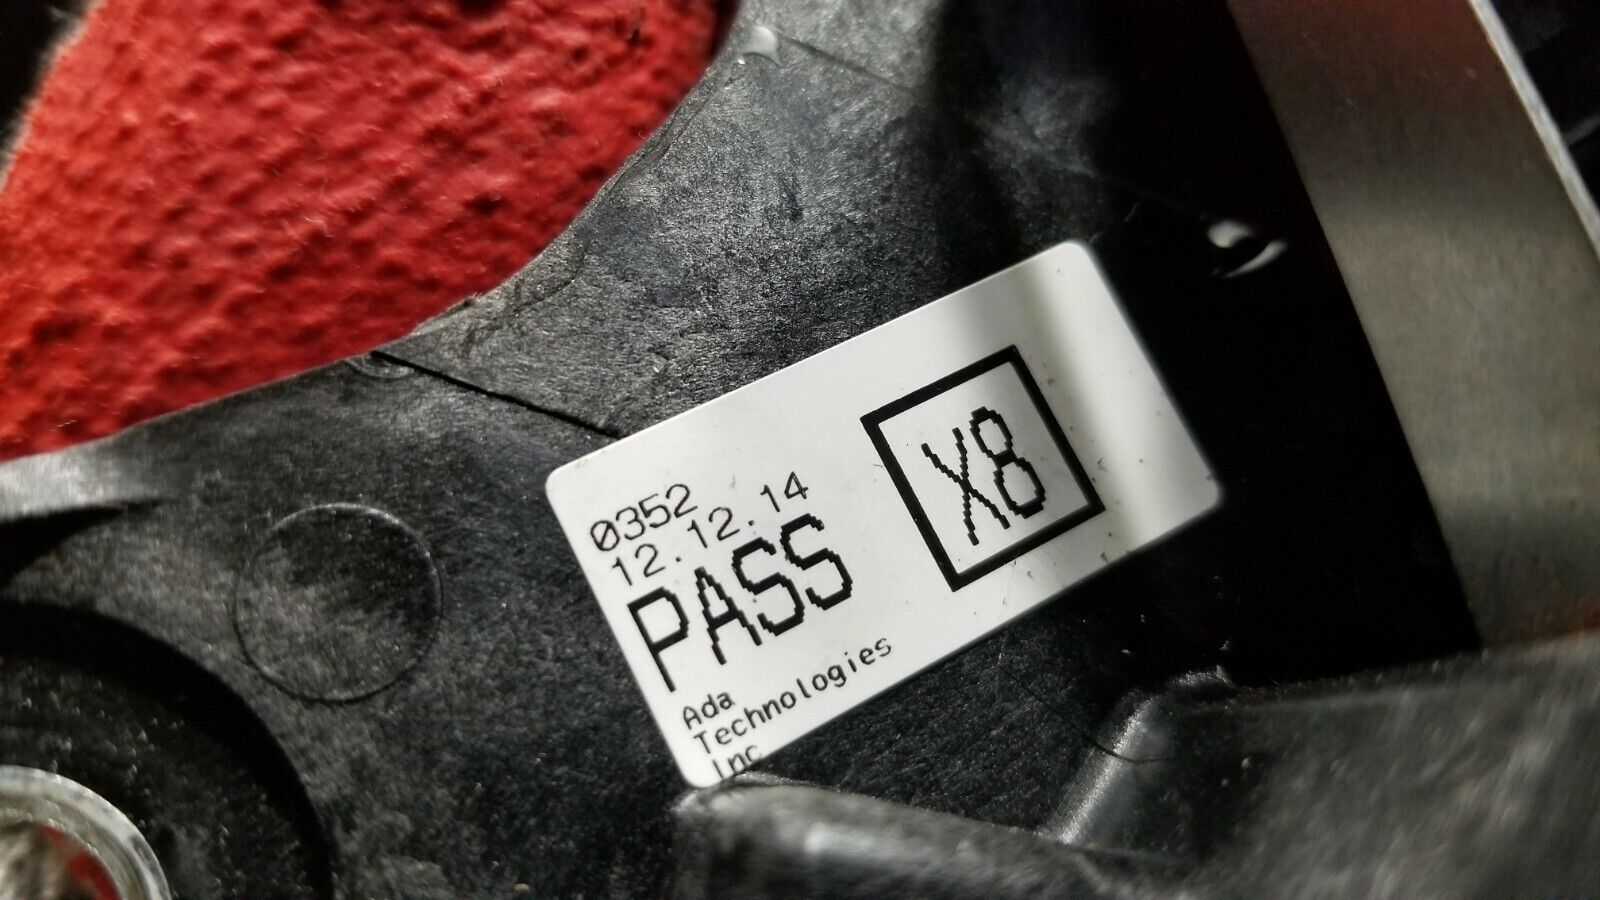 0352
12.12.14
PASS
Ada
Technologies
Inc
X8